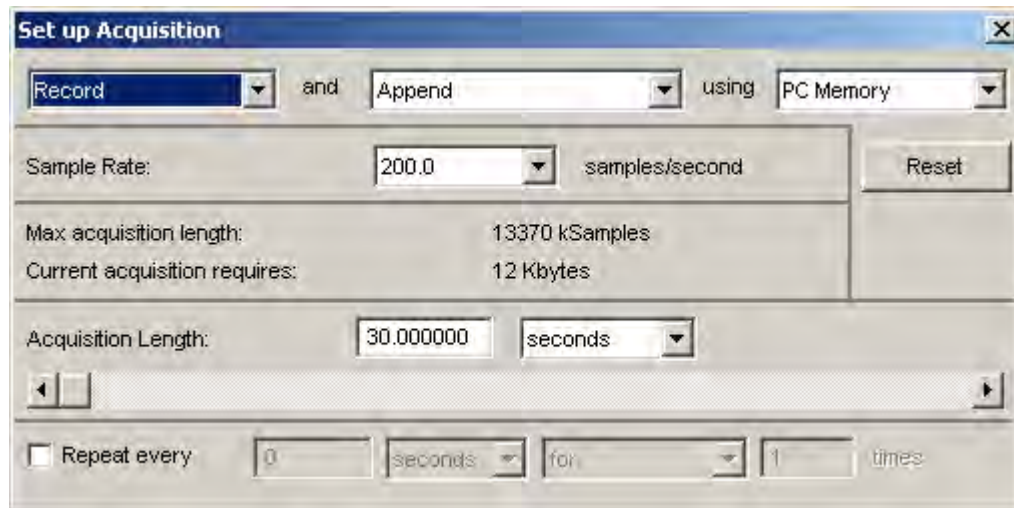 Set up Acquisition
Record and Append using PC Memory
Sample Rate: 200.0 samples/second Reset
Max acquisition length: 13370 kSamples
Current acquisition requires: 12 Kbytes
Acquisition Length: 30.000000 seconds
Repeat every 0 seconds for 1 times